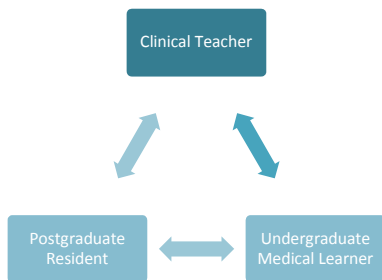 Clinical Teacher
Postgraduate
Resident
Undergraduate
Medical Learner